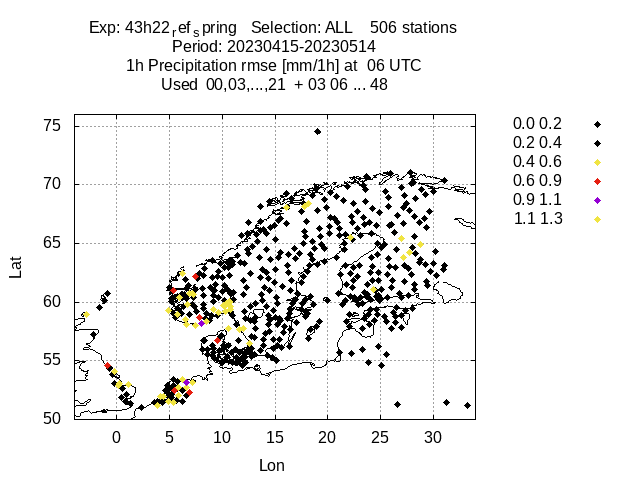 Exp: 43h22ref_spring Selection: ALL 506 stations
Period: 20230415-20230514
1h Precipitation rmse [mm/1h] at 06 UTC
Used 00,03,...,21 + 03 06 ... 48
0.0 0.2
0.2 0.4
0.4 0.6
0.6 0.9
0.9 1.1
1.1 1.3
75
70
65
60
55
50
Lat
0 5 10 15 20 25 30
Lon